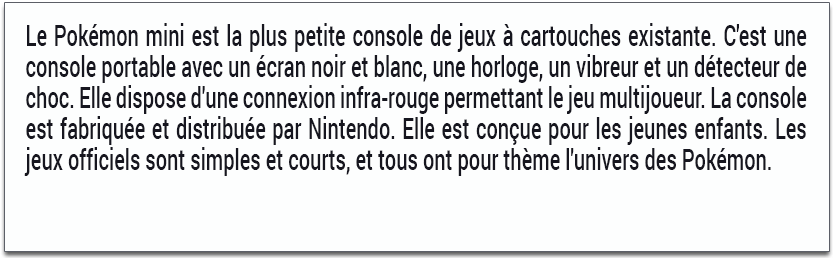 Le Pokémon mini est la plus petite console de jeux à cartouches existante. C'est une
console portable avec un écran noir et blanc, une horloge, un vibreur et un détecteur de
choc. Elle dispose d'une connexion infra-rouge permettant le jeu multijoueur. La console
est fabriquée et distribuée par Nintendo. Elle est conçue pour les jeunes enfants. Les
jeux officiels sont simples et courts, et tous ont pour thème l'univers des Pokémon.